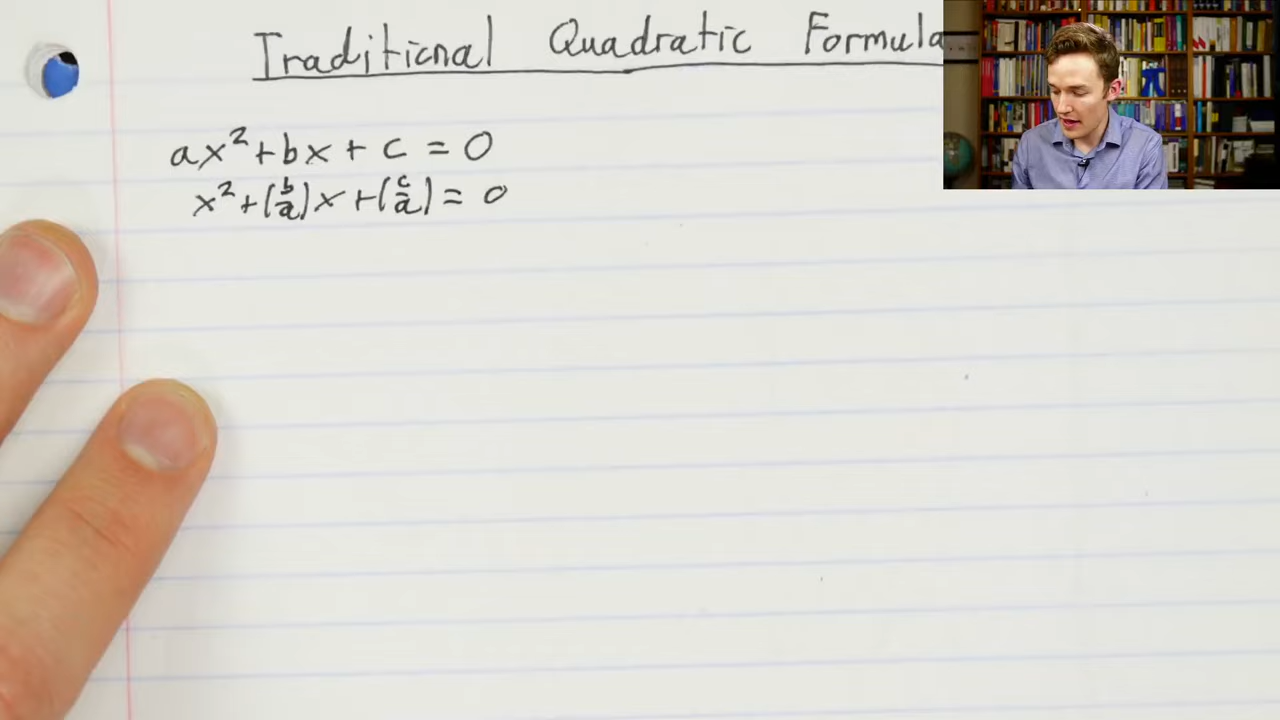 Traditional Quadratic Formula
ax² + bx + c = 0
x² + (b/a)x + (c/a) = 0